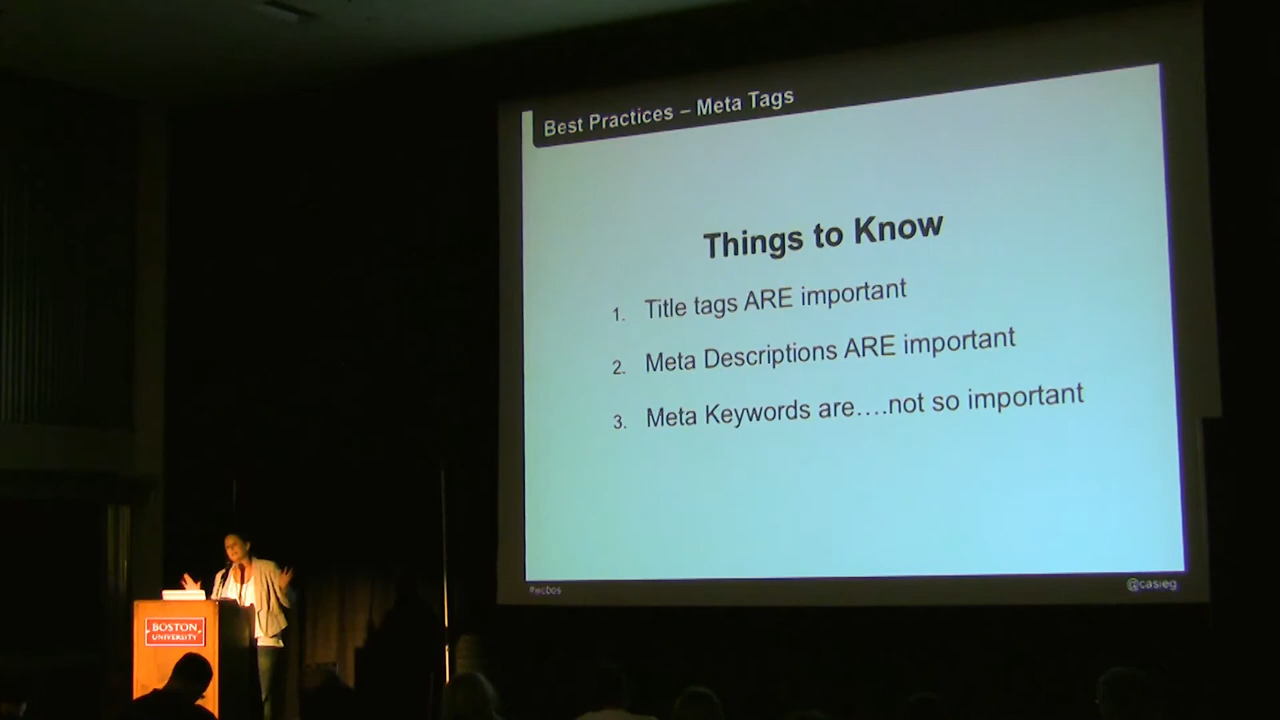 Best Practices – Meta Tags
Things to Know
1. Title tags ARE important
2. Meta Descriptions ARE important
3. Meta Keywords are….not so important
#wcbos
@casieg
BOSTON
UNIVERSITY